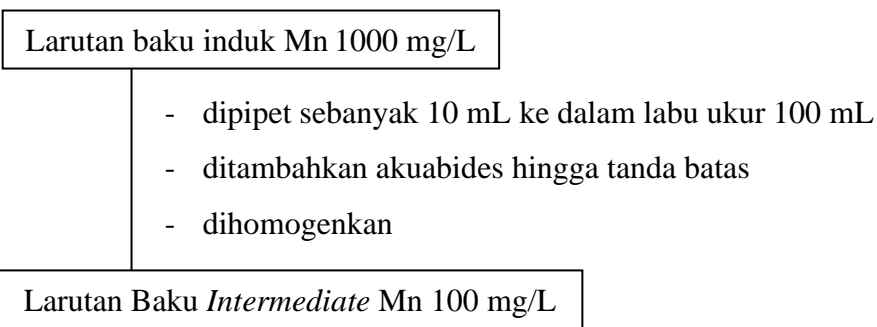 Larutan baku induk Mn 1000 mg/L
- dipipet sebanyak 10 mL ke dalam labu ukur 100 mL
- ditambahkan akuabides hingga tanda batas
- dihomogenkan
Larutan Baku Intermediate Mn 100 mg/L